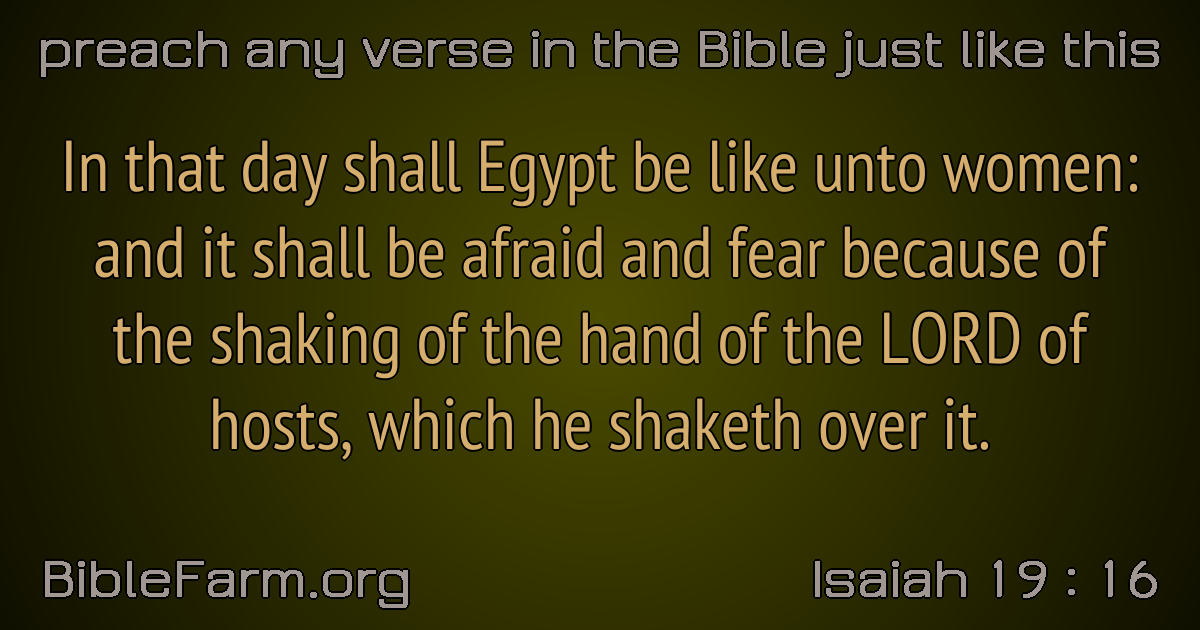 preach any verse in the Bible just like this
In that day shall Egypt be like unto women:
and it shall be afraid and fear because of
the shaking of the hand of the LORD of
hosts, which he shaketh over it.
BibleFarm.org
Isaiah 19 : 16